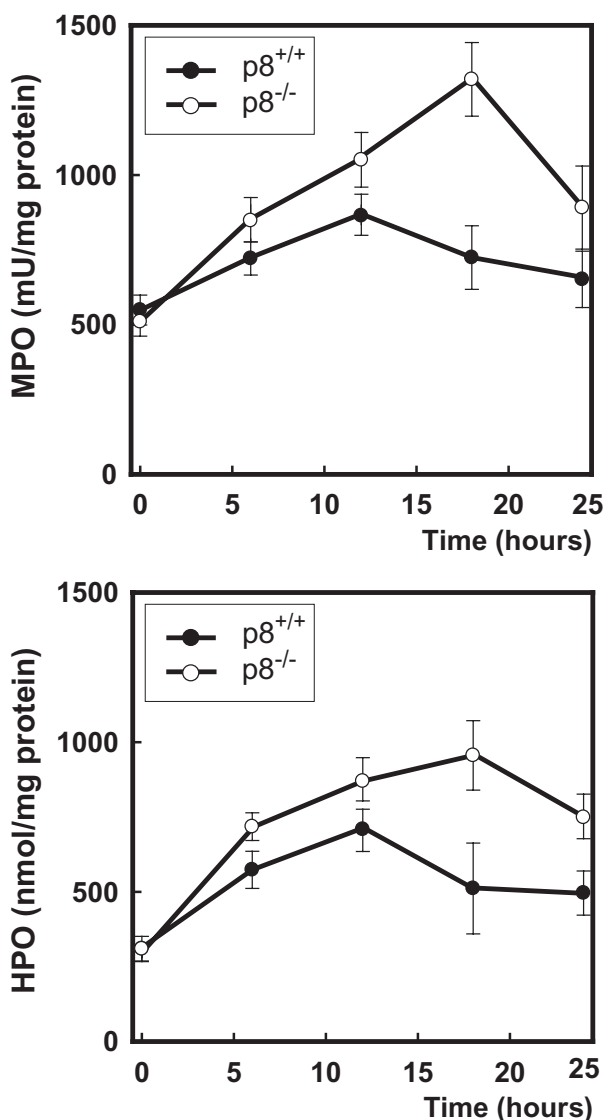 1500
p8+/+
p8-/-
1000
500
0
MPO (mU/mg protein)
0 5 10 15 20 25
Time (hours)
1500
p8+/+
p8-/-
1000
500
0
HPO (nmol/mg protein)
0 5 10 15 20 25
Time (hours)